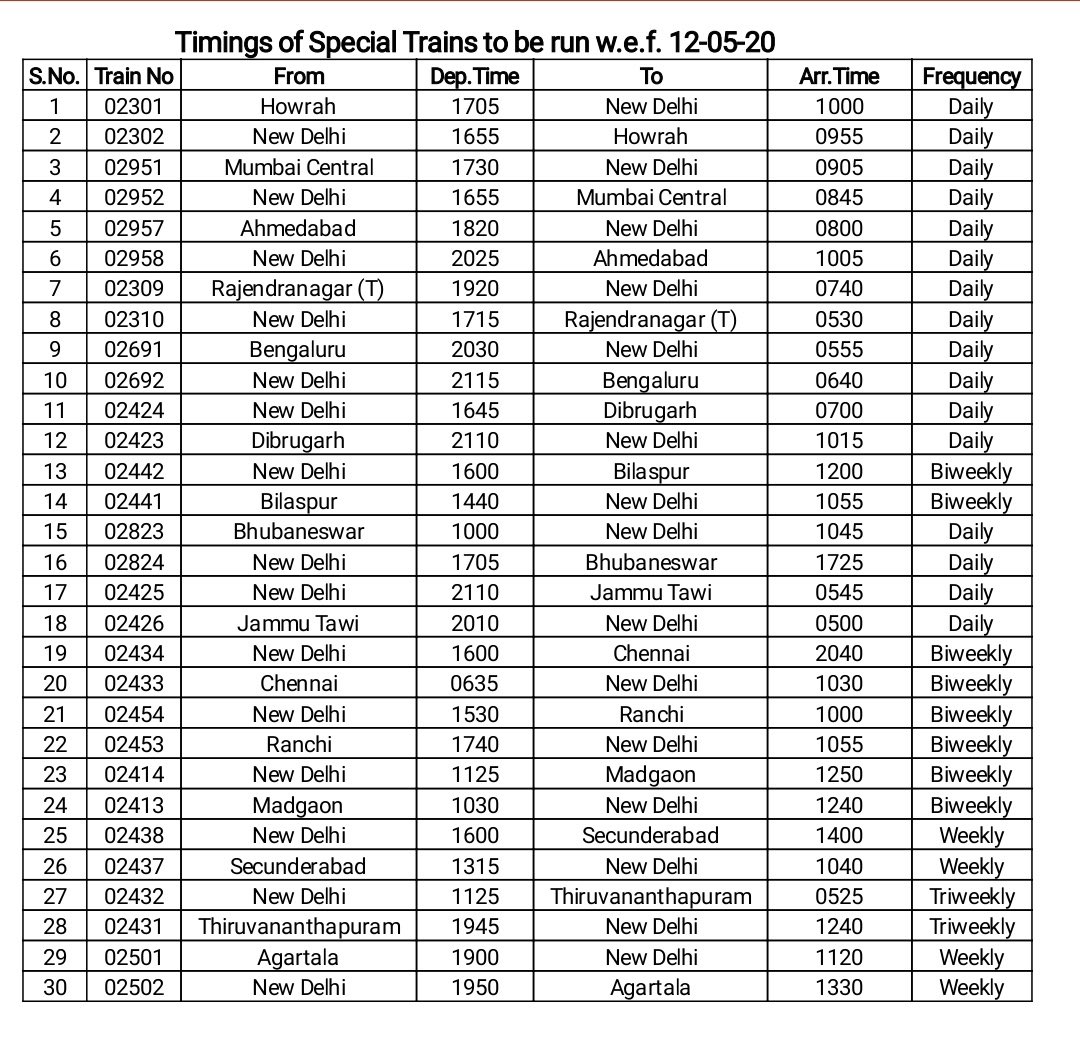 Timings of Special Trains to be run w.e.f. 12-05-20
S.No. Train No From Dep.Time To Arr.Time Frequency
1 02301 Howrah 1705 New Delhi 1000 Daily
2 02302 New Delhi 1655 Howrah 0955 Daily
3 02951 Mumbai Central 1730 New Delhi 0905 Daily
4 02952 New Delhi 1655 Mumbai Central 0845 Daily
5 02957 Ahmedabad 1820 New Delhi 0800 Daily
6 02958 New Delhi 2025 Ahmedabad 1005 Daily
7 02309 Rajendranagar (T) 1920 New Delhi 0740 Daily
8 02310 New Delhi 1715 Rajendranagar (T) 0530 Daily
9 02691 Bengaluru 2030 New Delhi 0555 Daily
10 02692 New Delhi 2115 Bengaluru 0640 Daily
11 02424 New Delhi 1645 Dibrugarh 0700 Daily
12 02423 Dibrugarh 2110 New Delhi 1015 Daily
13 02442 New Delhi 1600 Bilaspur 1200 Biweekly
14 02441 Bilaspur 1440 New Delhi 1055 Biweekly
15 02823 Bhubaneswar 1000 New Delhi 1045 Daily
16 02824 New Delhi 1705 Bhubaneswar 1725 Daily
17 02425 New Delhi 2110 Jammu Tawi 0545 Daily
18 02426 Jammu Tawi 2010 New Delhi 0500 Daily
19 02434 New Delhi 1600 Chennai 2040 Biweekly
20 02433 Chennai 0635 New Delhi 1030 Biweekly
21 02454 New Delhi 1530 Ranchi 1000 Biweekly
22 02453 Ranchi 1740 New Delhi 1055 Biweekly
23 02414 New Delhi 1125 Madgaon 1250 Biweekly
24 02413 Madgaon 1030 New Delhi 1240 Biweekly
25 02438 New Delhi 1600 Secunderabad 1400 Weekly
26 02437 Secunderabad 1315 New Delhi 1040 Weekly
27 02432 New Delhi 1125 Thiruvananthapuram 0525 Triweekly
28 02431 Thiruvananthapuram 1945 New Delhi 1240 Triweekly
29 02501 Agartala 1900 New Delhi 1120 Weekly
30 02502 New Delhi 1950 Agartala 1330 Weekly